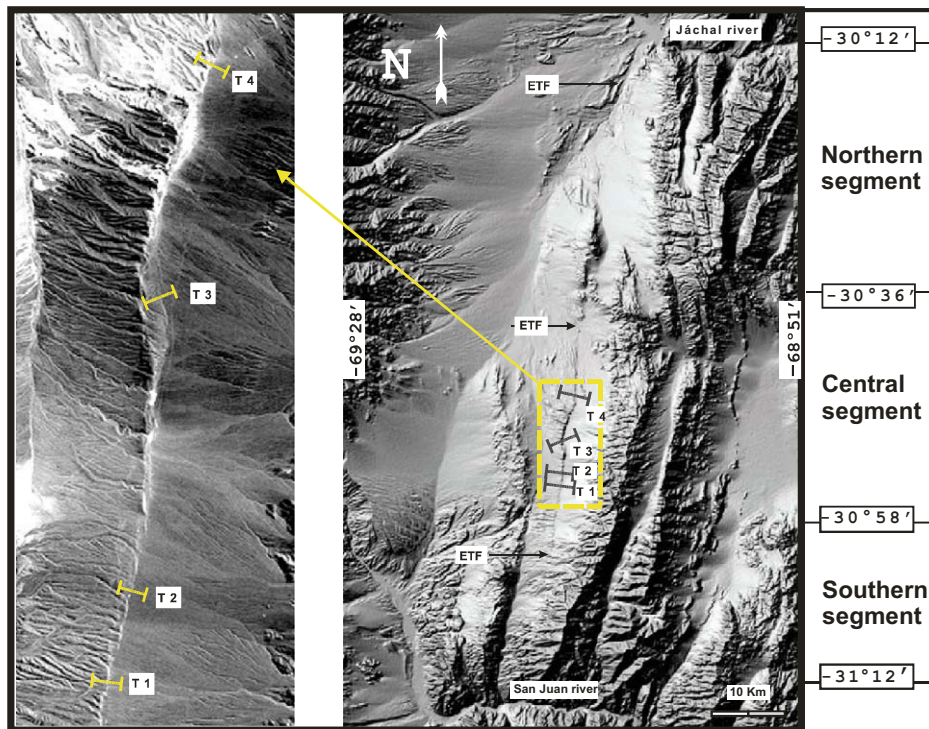 T 4
T 3
T 2
T 1
Jáchal river
N
ETF
ETF
-69°28'
-68°51'
T 4
T 3
T 2
T 1
ETF
San Juan river
10 Km
-30°12'
Northern
segment
-30°36'
Central
segment
-30°58'
Southern
segment
-31°12'